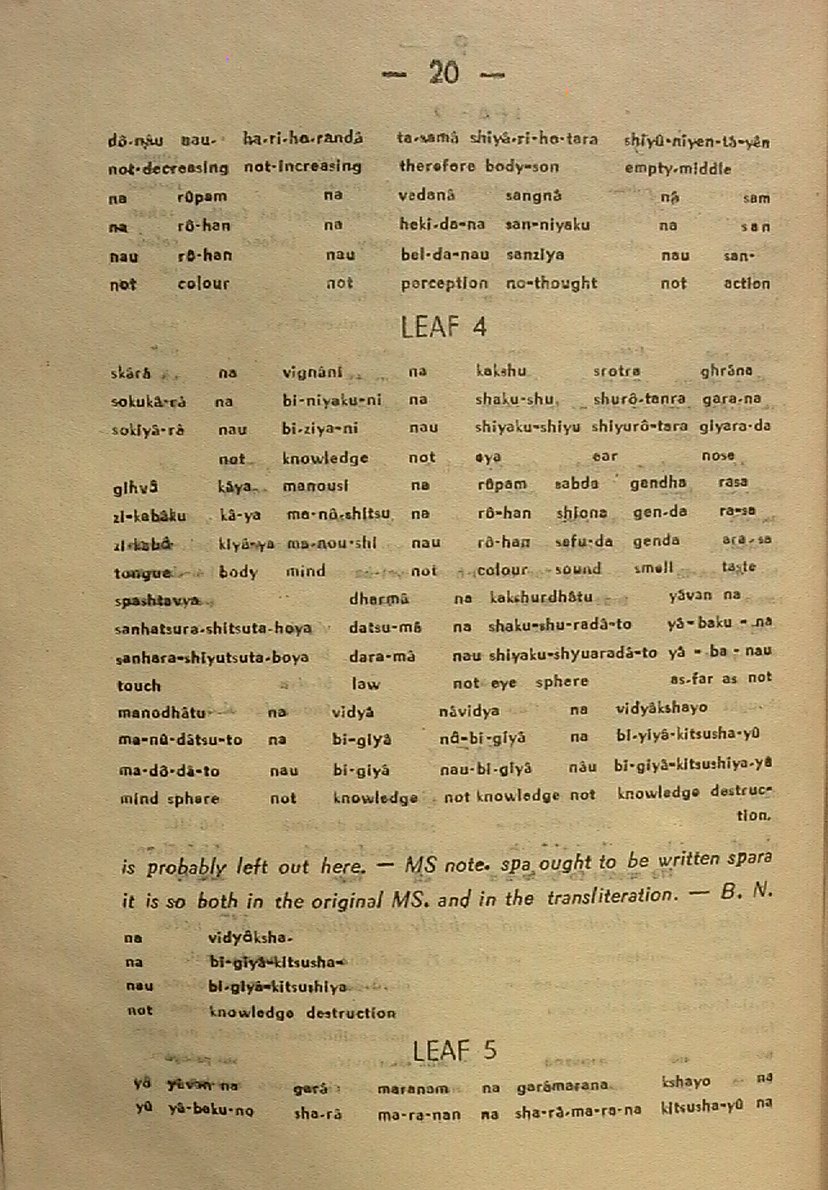 — 20 —
dô-nâu nau- ha-ri-ho-randâ ta-samâ shiyâ-ri-ho-tara shiyû-niyen-tâ-yên
not-decreasing not-increasing therefore body-son empty-middle
na rûpam na vedanâ sangnâ nâ sam
na rô-han na heki-da-na san-niyaku na san
nau rô-han nau bei-da-nau sanziya nau san-
not colour not perception no-thought not action
LEAF 4
skârâ na vignâni na kakshu srotra ghrâna
sokukâ-râ na bi-niyaku-ni na shaku-shu shurô-tanra gara-na
sokiyâ-râ nau bi-ziya-ni nau shiyaku-shiyu shiyurô-tara giyara-da
not knowledge not eye ear nose
gihvâ kâya manousi na rûpam sabda gandha rasa
zi-kabâku kâ-ya ma-nâ-shitsu na rô-han shiona gen-da ra-sa
zi-kabâ- kiyâ-ya ma-nou-shi nau rô-han safu-da genda ara-sa
tongue body mind not colour sound smell taste
spashtavya dharmâ na kakshurdhâtu yâvan na
sanhatsura-shitsuta-hoya datsu-mâ na shaku-shu-radâ-to yâ-baku-na
sanhara-shiyutsuta-boya dara-mâ nau shiyaku-shyuaradâ-to yâ-ba-nau
touch law not eye sphere as-far as not
manodhâtu na vidyâ nâvidya na vidyâkshayo
ma-nû-dâtsu-to na bi-giyâ nâ-bi-giyâ na bi-yiyâ-kitsusha-yû
ma-dô-dâ-to nau bi-giyâ nau-bi-giyâ nâu bi-giyâ-kitsushiya-yû
mind sphere not knowledge not knowledge not knowledge destruc-
tion.
is probably left out here. — MS note. spa ought to be written spara
it is so both in the original MS. and in the transliteration. — B. N.
na vidyâksha-
na bi-giyâ-kitsusha-
nau bi-giyâ-kitsushiya
not knowledge destruction
LEAF 5
yô yâvan na garâ maranam na garâmarana kshayo na
yû yâ-baku-no sha-râ ma-ra-nan na sha-râ-ma-ra-na kitsusha-yû na